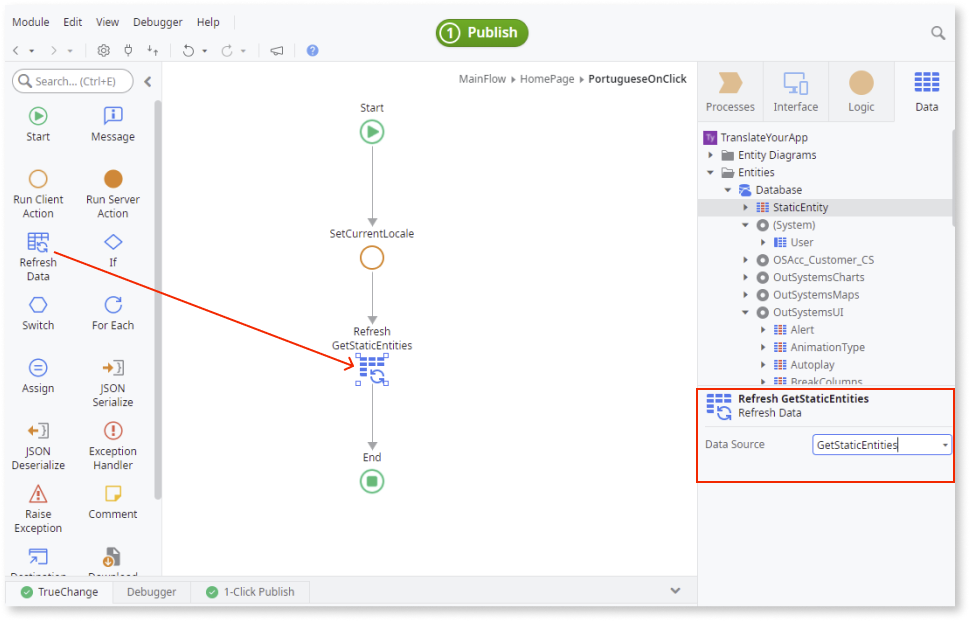 Module Edit View Debugger Help
1 Publish
Search... (Ctrl+E)
MainFlow HomePage PortugueseOnClick
Processes Interface Logic Data
Start Message
Run Client Action
Run Server Action
Refresh Data
If
Switch For Each
Assign
JSON Serialize
JSON Deserialize
Exception Handler
Raise Exception
Comment
Start
SetCurrentLocale
Refresh
GetStaticEntities
End
Ty TranslateYourApp
Entity Diagrams
Entities
Database
StaticEntity
(System)
User
OSAcc_Customer_CS
OutSystemsCharts
OutSystemsMaps
OutSystemsUI
Alert
AnimationType
Autoplay
BreakColumns
Refresh GetStaticEntities
Refresh Data
Data Source GetStaticEntities
TrueChange Debugger 1-Click Publish